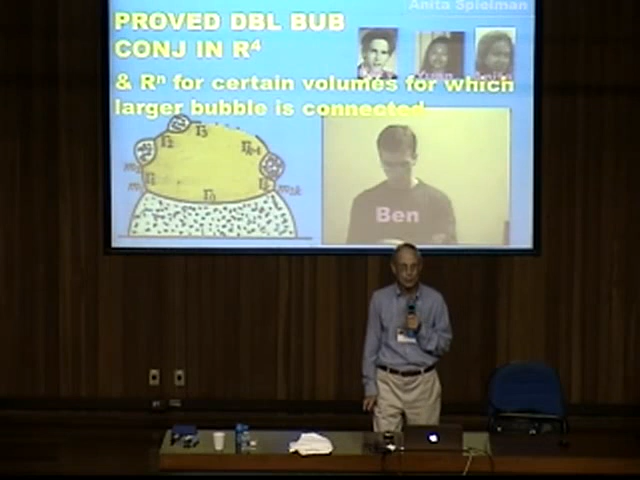 Anita Spielman
PROVED DBL BUB
CONJ IN R⁴
& Rⁿ for certain volumes for which
larger bubble is connected
Ben